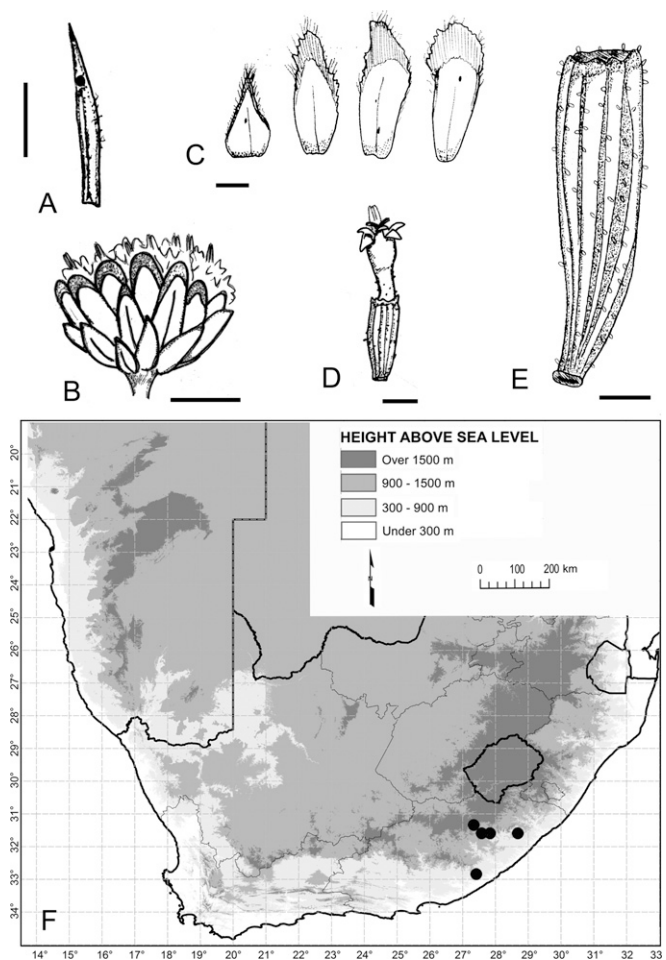 A
B
C
D
E
HEIGHT ABOVE SEA LEVEL
Over 1500 m
900 - 1500 m
300 - 900 m
Under 300 m
N
0 100 200 km
20°
21°
22°
23°
24°
25°
26°
27°
28°
29°
30°
31°
32°
33°
34°
F
14° 15° 16° 17° 18° 19° 20° 21° 22° 23° 24° 25° 26° 27° 28° 29° 30° 31° 32° 33